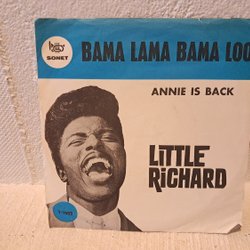 SONET
BAMA LAMA BAMA LOO
ANNIE IS BACK
LiTTLE
RiCHARD